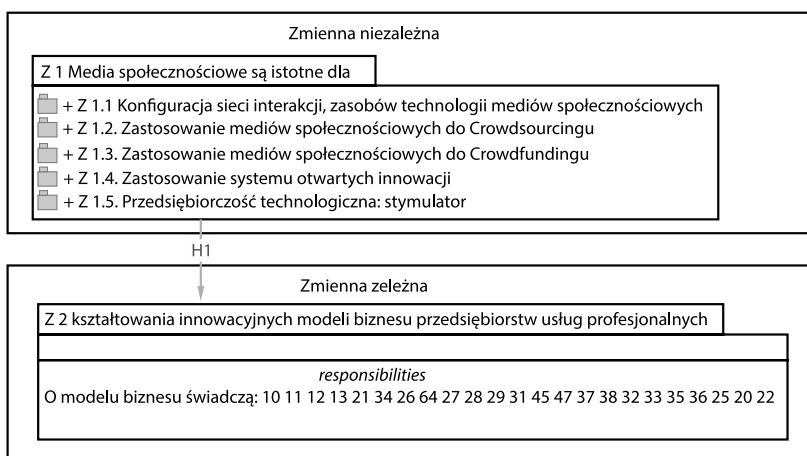 Zmienna niezależna
Z 1 Media społecznościowe są istotne dla
+ Z 1.1 Konfiguracja sieci interakcji, zasobów technologii mediów społecznościowych
+ Z 1.2. Zastosowanie mediów społecznościowych do Crowdsourcingu
+ Z 1.3. Zastosowanie mediów społecznościowych do Crowdfundingu
+ Z 1.4. Zastosowanie systemu otwartych innowacji
+ Z 1.5. Przedsiębiorczość technologiczna: stymulator
H1
Zmienna zeleżna
Z 2 kształtowania innowacyjnych modeli biznesu przedsiębiorstw usług profesjonalnych
responsibilities
O modelu biznesu świadczą: 10 11 12 13 21 34 26 64 27 28 29 31 45 47 37 38 32 33 35 36 25 20 22